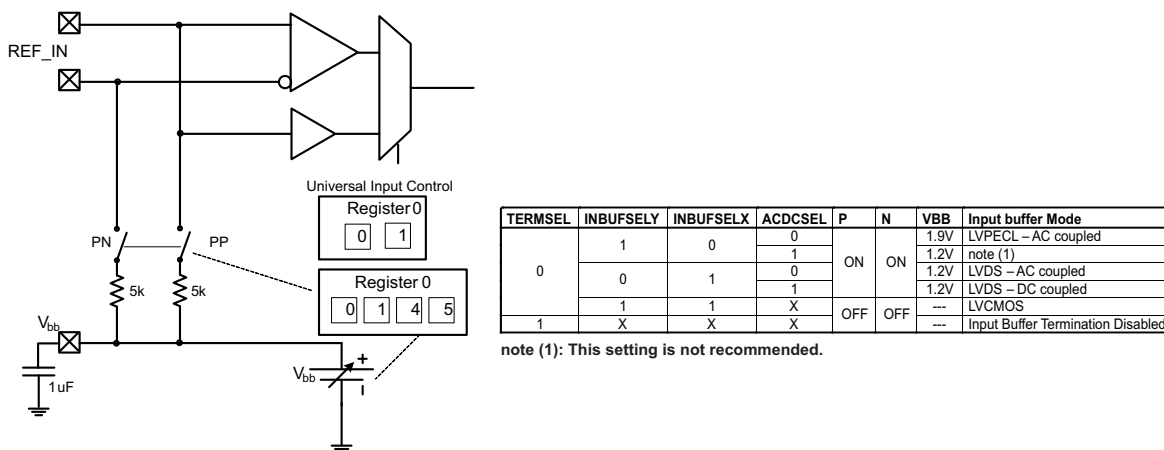 REF_IN
Universal Input Control
Register 0
0 1
PN
PP
5k
5k
Register 0
0 1 4 5
Vbb
Vbb
+
1uF
TERMSEL INBUFSELY INBUFSELX ACDCSEL P N VBB Input buffer Mode
0 1 0 0 ON ON 1.9V LVPECL – AC coupled
1 1.2V note (1)
0 1 0 1.2V LVDS – AC coupled
1 1.2V LVDS – DC coupled
1 1 X OFF OFF --- LVCMOS
1 X X X --- Input Buffer Termination Disabled
note (1): This setting is not recommended.